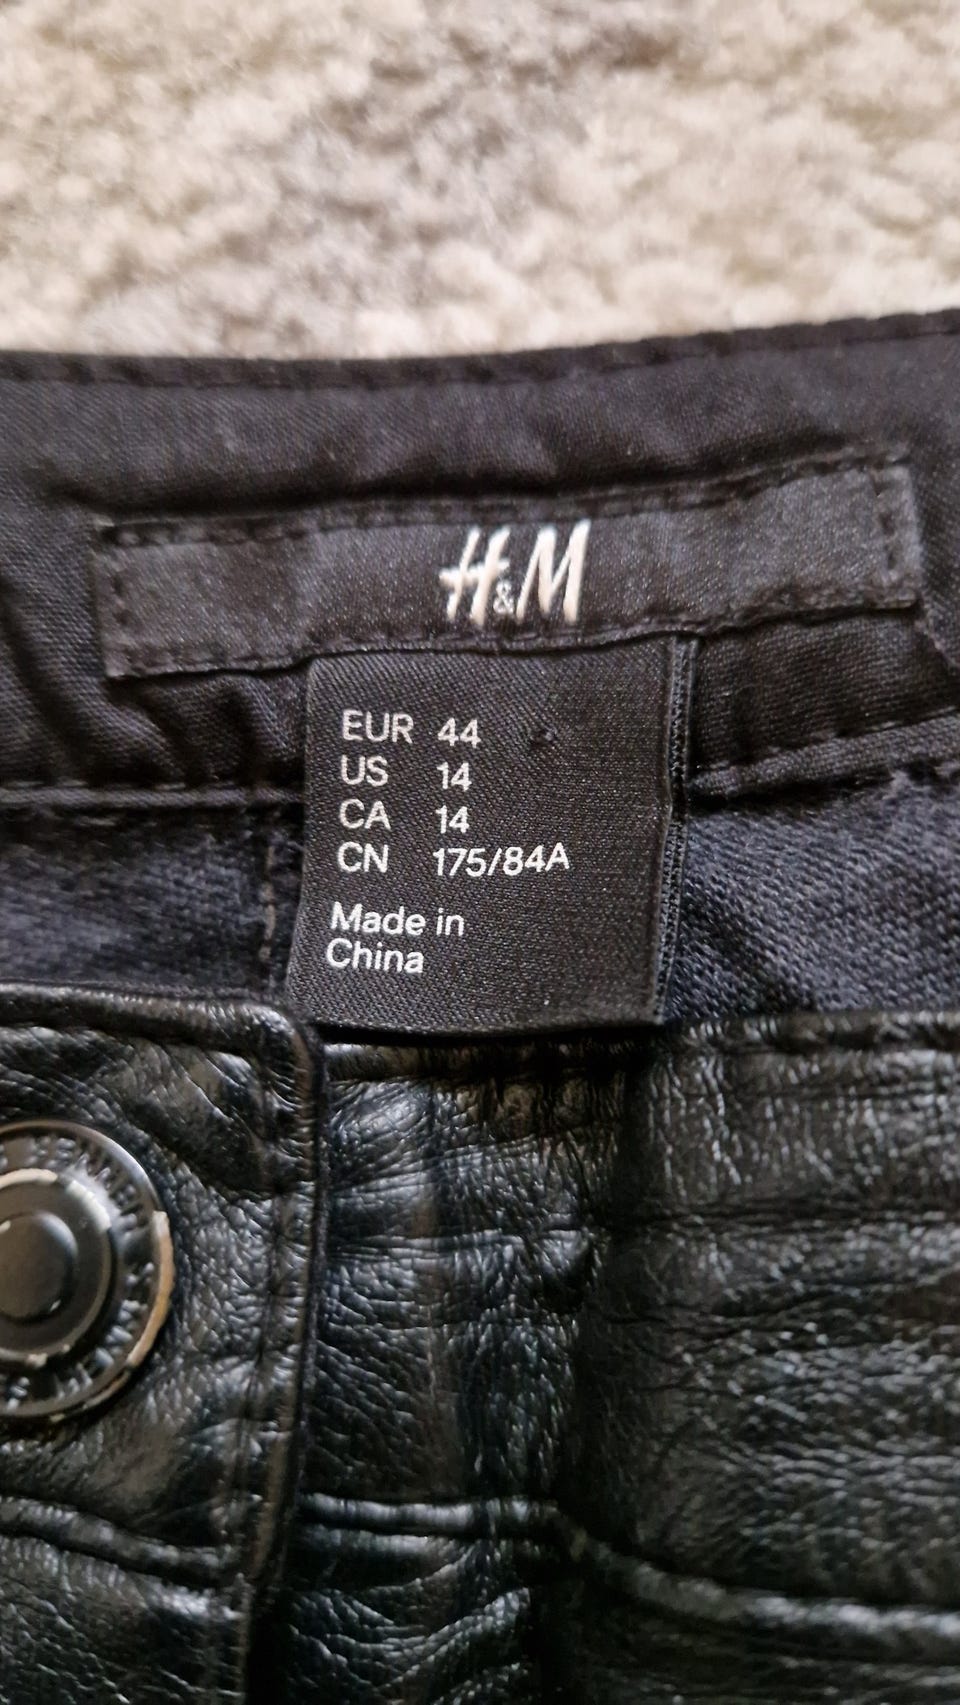 H&M
EUR 44
US 14
CA 14
CN 175/84A
Made in
China